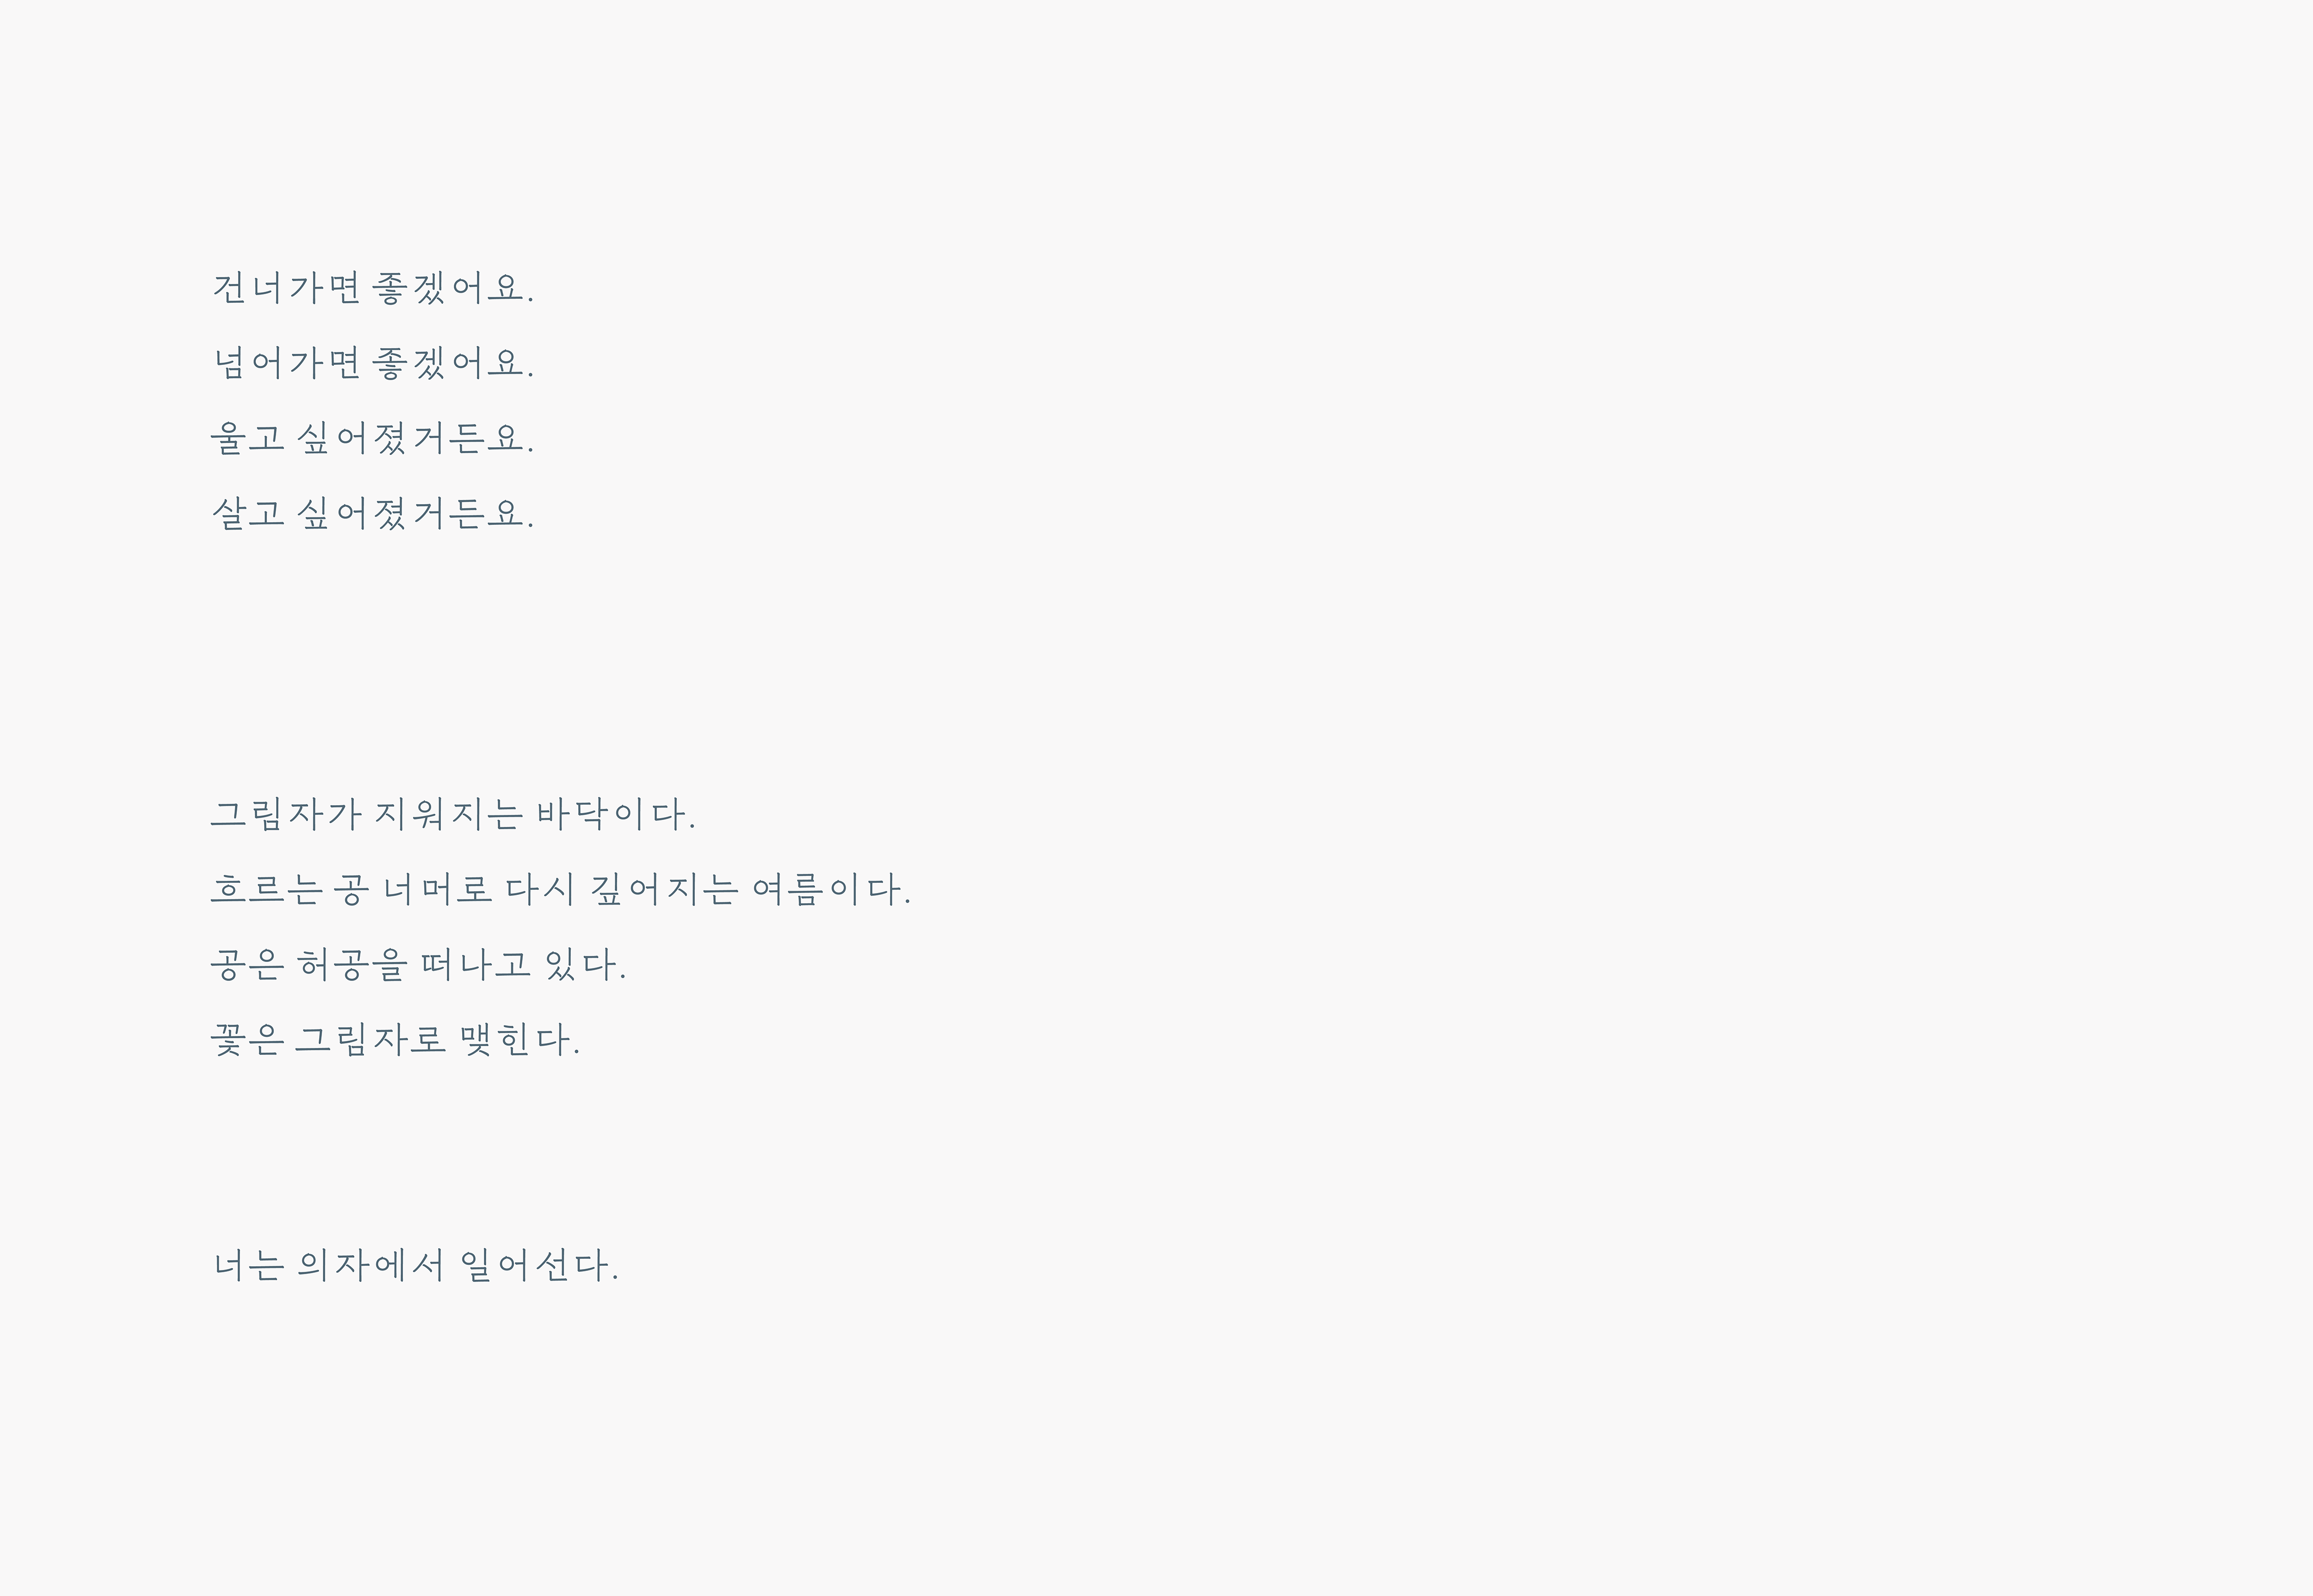 건너가면 좋겠어요.
넘어가면 좋겠어요.
울고 싶어졌거든요.
살고 싶어졌거든요.
그림자가 지워지는 바닥이다.
흐르는 공 너머로 다시 깊어지는 여름이다.
공은 허공을 떠나고 있다.
꽃은 그림자로 맺힌다.
너는 의자에서 일어선다.